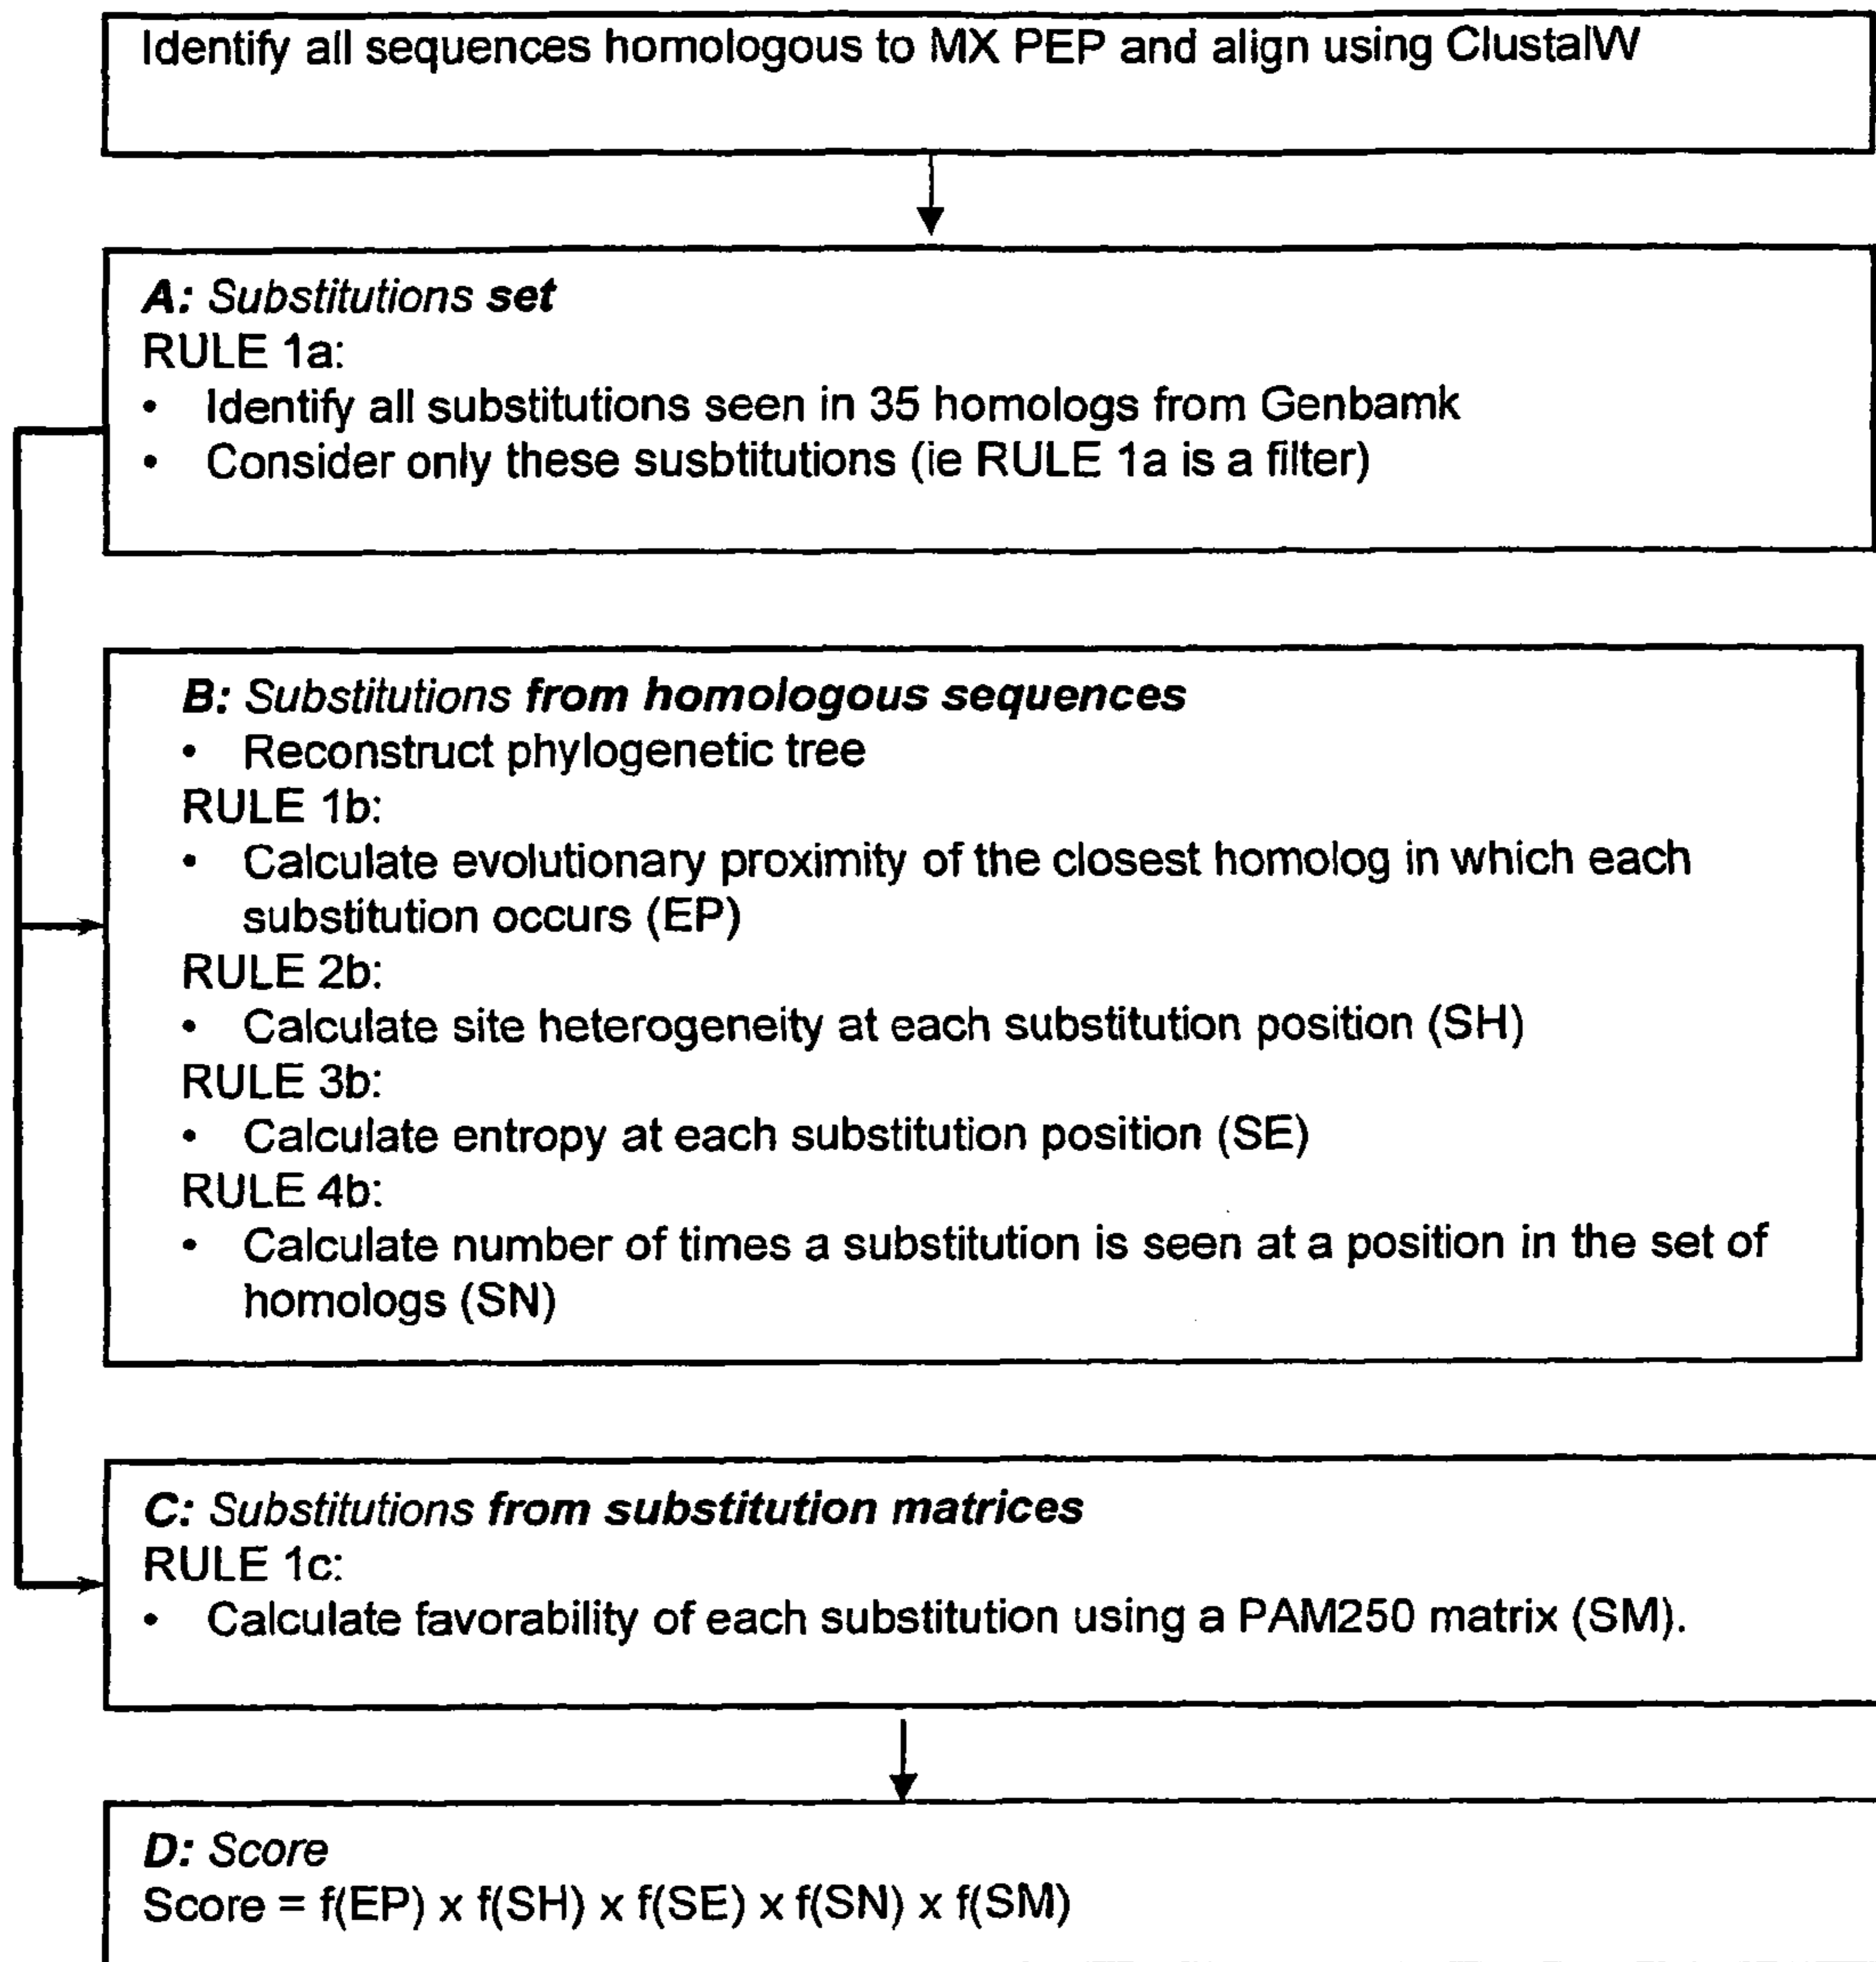 Identify all sequences homologous to MX PEP and align using ClustalW
A: Substitutions set
RULE 1a:
• Identify all substitutions seen in 35 homologs from Genbamk
• Consider only these susbtitutions (ie RULE 1a is a filter)
B: Substitutions from homologous sequences
• Reconstruct phylogenetic tree
RULE 1b:
• Calculate evolutionary proximity of the closest homolog in which each
substitution occurs (EP)
RULE 2b:
• Calculate site heterogeneity at each substitution position (SH)
RULE 3b:
• Calculate entropy at each substitution position (SE)
RULE 4b:
• Calculate number of times a substitution is seen at a position in the set of
homologs (SN)
C: Substitutions from substitution matrices
RULE 1c:
• Calculate favorability of each substitution using a PAM250 matrix (SM).
D: Score
Score = f(EP) x f(SH) x f(SE) x f(SN) x f(SM)